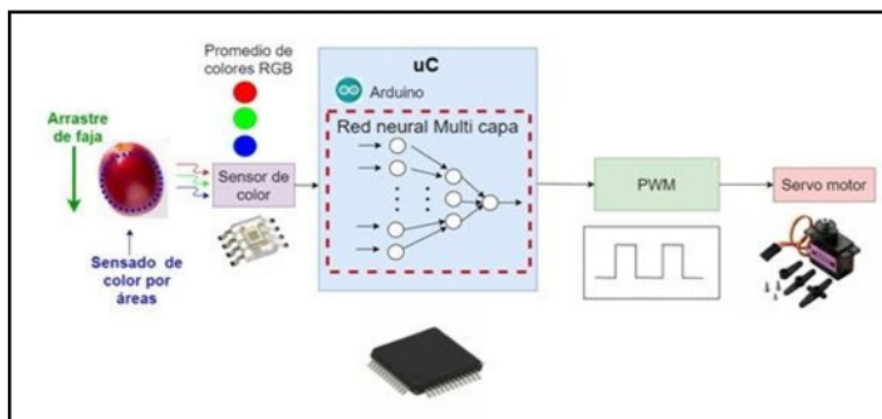 Promedio de
colores RGB
uC
Arduino
Red neural Multi capa
Arrastre
de faja
Sensor de
color
PWM
Servo motor
Sensado de
color por
áreas